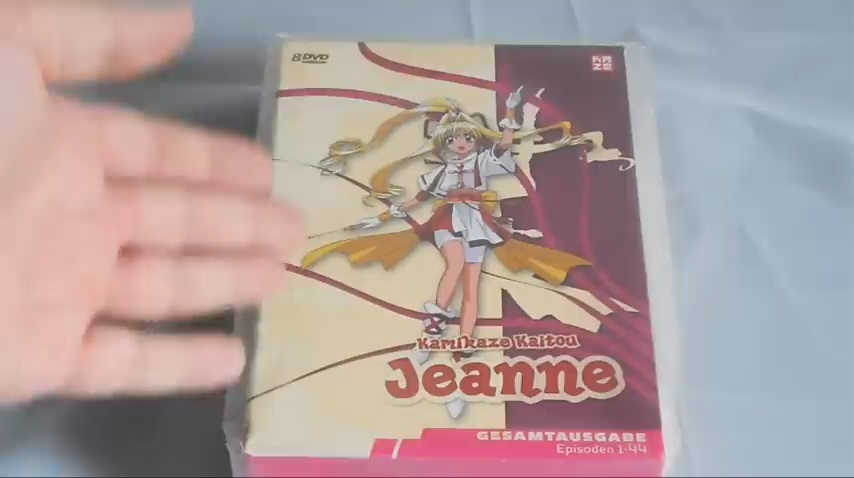 8 DVD
KAZE
Kamikaze Kaitou
Jeanne
GESAMTAUSGABE
Episoden 1-44